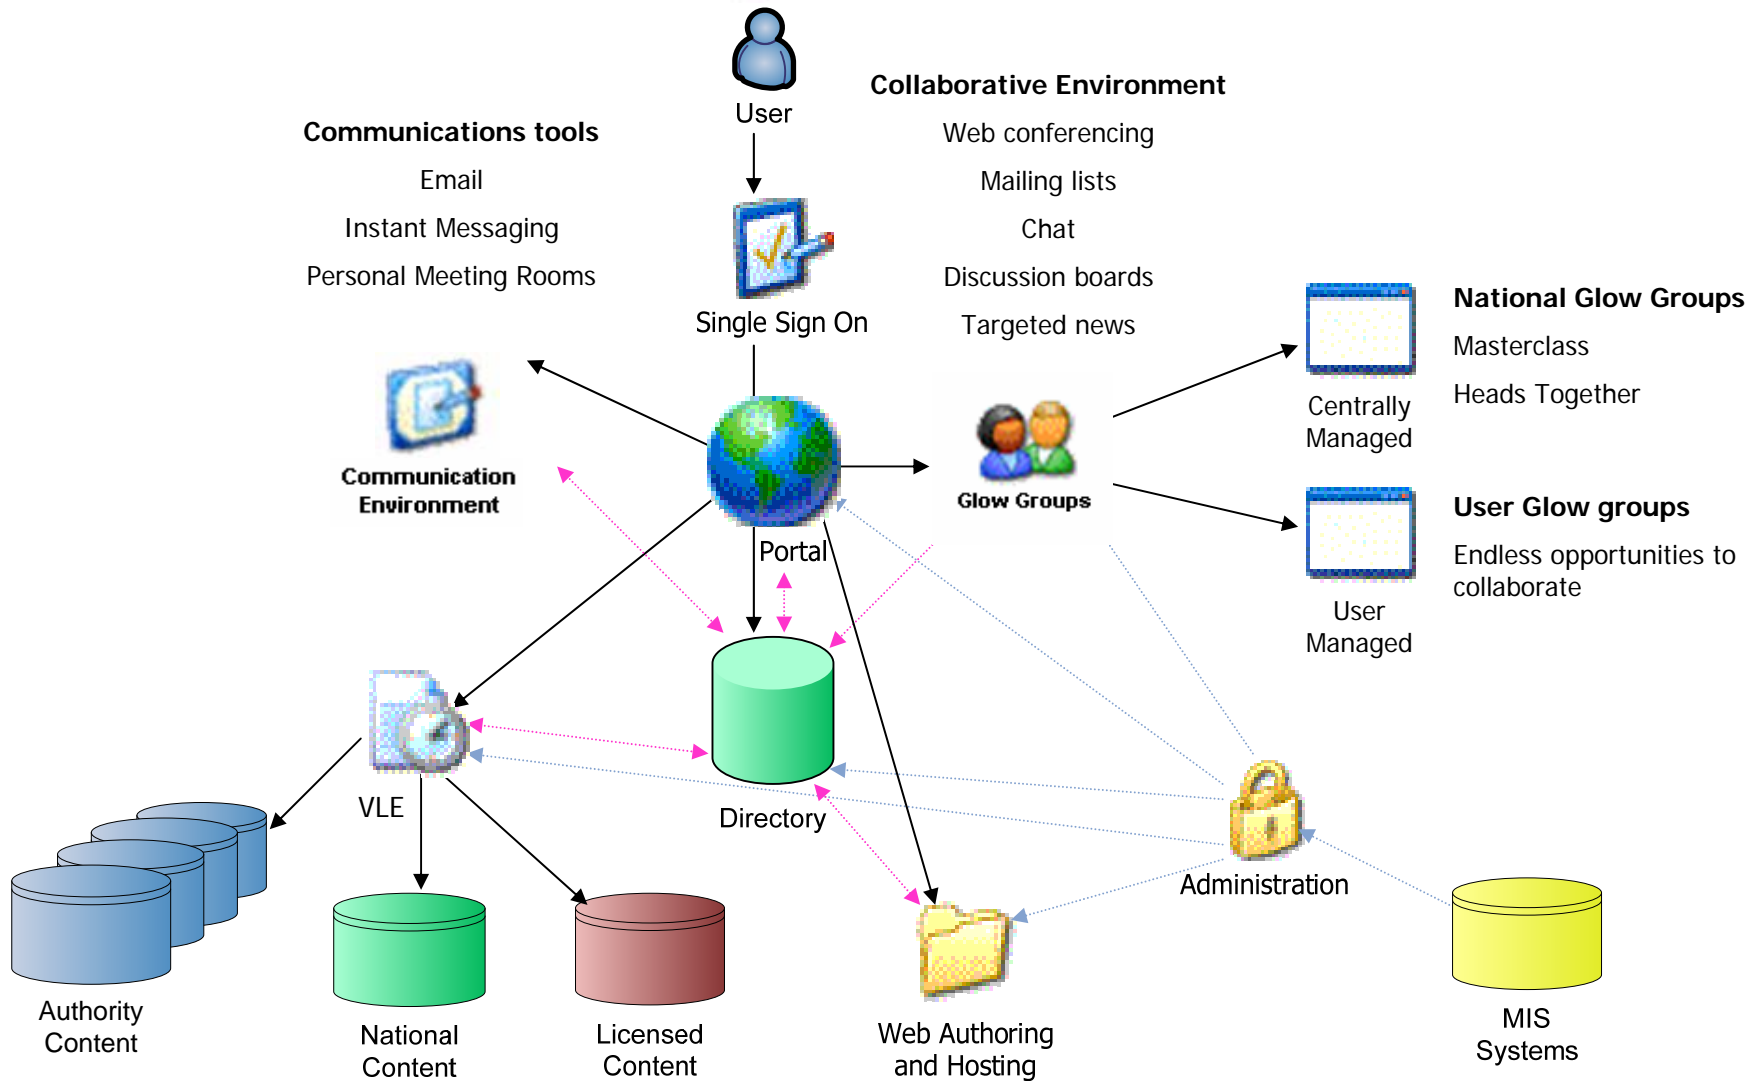 User
Collaborative Environment
Web conferencing
Mailing lists
Chat
Discussion boards
Targeted news
Communications tools
Email
Instant Messaging
Personal Meeting Rooms
Single Sign On
Communication
Environment
Portal
Glow Groups
Centrally
Managed
National Glow Groups
Masterclass
Heads Together
User
Managed
User Glow groups
Endless opportunities to
collaborate
VLE
Directory
Administration
Authority
Content
National
Content
Licensed
Content
Web Authoring
and Hosting
MIS
Systems